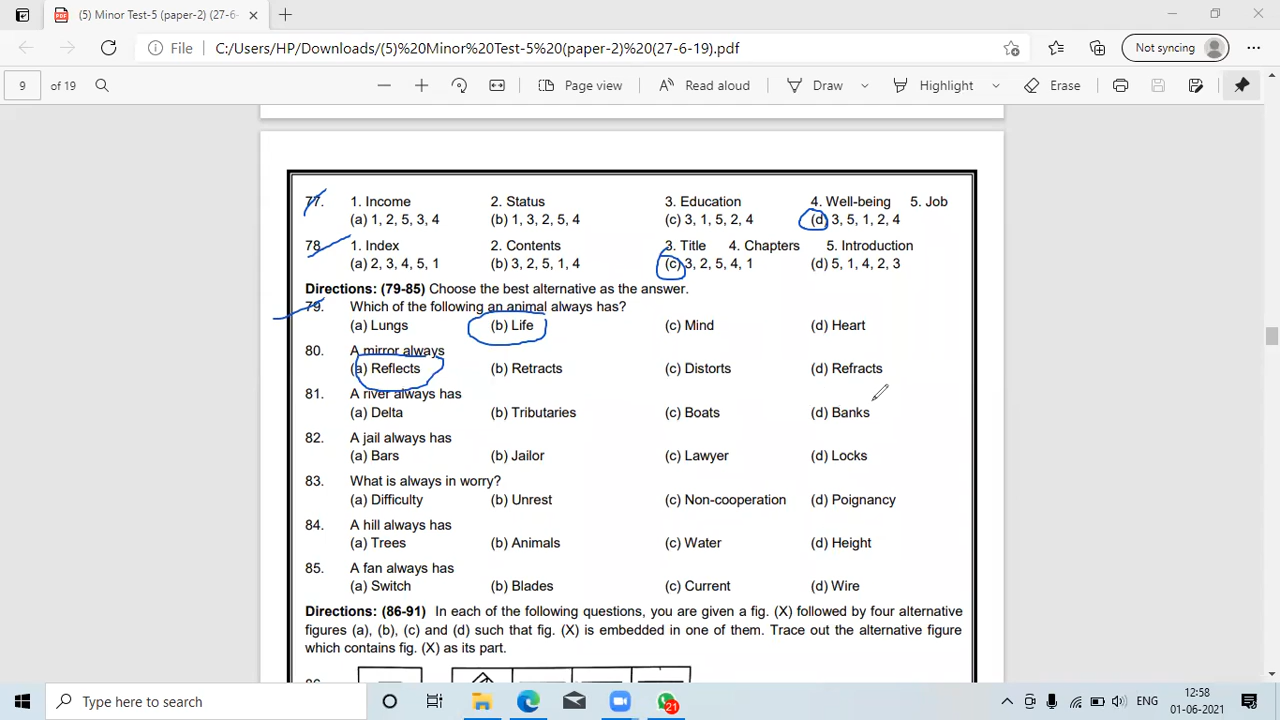 (5) Minor Test-5 (paper-2) (27-6-
File C:/Users/HP/Downloads/(5)%20Minor%20Test-5%20(paper-2)%20(27-6-19).pdf Not syncing
9 of 19 Page view Read aloud Draw Highlight Erase
77. 1. Income 2. Status 3. Education 4. Well-being 5. Job
(a) 1, 2, 5, 3, 4 (b) 1, 3, 2, 5, 4 (c) 3, 1, 5, 2, 4 (d) 3, 5, 1, 2, 4
78. 1. Index 2. Contents 3. Title 4. Chapters 5. Introduction
(a) 2, 3, 4, 5, 1 (b) 3, 2, 5, 1, 4 (c) 3, 2, 5, 4, 1 (d) 5, 1, 4, 2, 3
Directions: (79-85) Choose the best alternative as the answer.
79. Which of the following an animal always has?
(a) Lungs (b) Life (c) Mind (d) Heart
80. A mirror always
(a) Reflects (b) Retracts (c) Distorts (d) Refracts
81. A river always has
(a) Delta (b) Tributaries (c) Boats (d) Banks
82. A jail always has
(a) Bars (b) Jailor (c) Lawyer (d) Locks
83. What is always in worry?
(a) Difficulty (b) Unrest (c) Non-cooperation (d) Poignancy
84. A hill always has
(a) Trees (b) Animals (c) Water (d) Height
85. A fan always has
(a) Switch (b) Blades (c) Current (d) Wire
Directions: (86-91) In each of the following questions, you are given a fig. (X) followed by four alternative
figures (a), (b), (c) and (d) such that fig. (X) is embedded in one of them. Trace out the alternative figure
which contains fig. (X) as its part.
Type here to search 21 ENG 12:58
01-06-2021